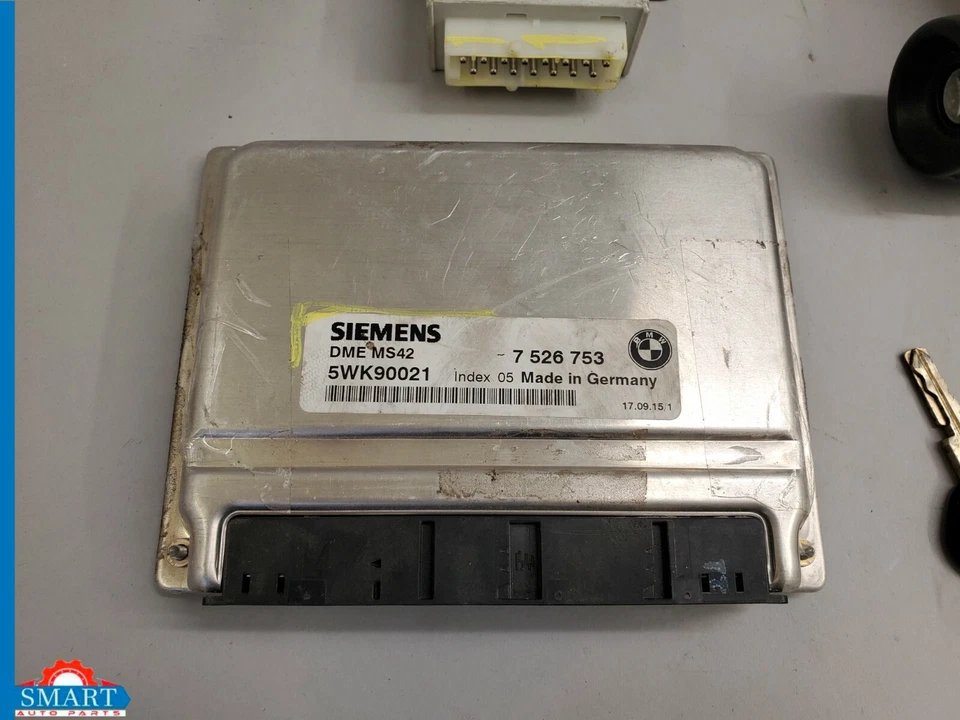 SIEMENS
DME MS42
~ 7 526 753
BMW
5WK90021 Index 05 Made in Germany
17.09.15/1
SMART
AUTO PARTS